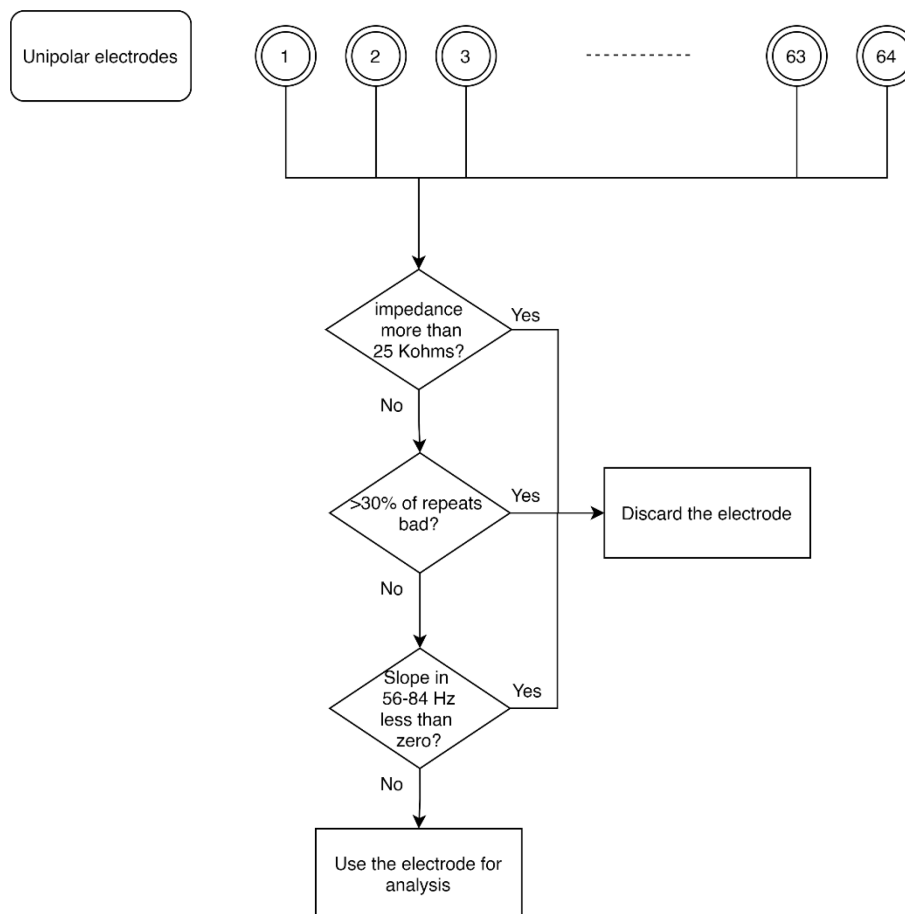 Unipolar electrodes
1
2
3
63
64
impedance
more than
25 Kohms?
Yes
No
>30% of repeats
bad?
Yes
Discard the electrode
No
Slope in
56-84 Hz
less than
zero?
Yes
No
Use the electrode for
analysis